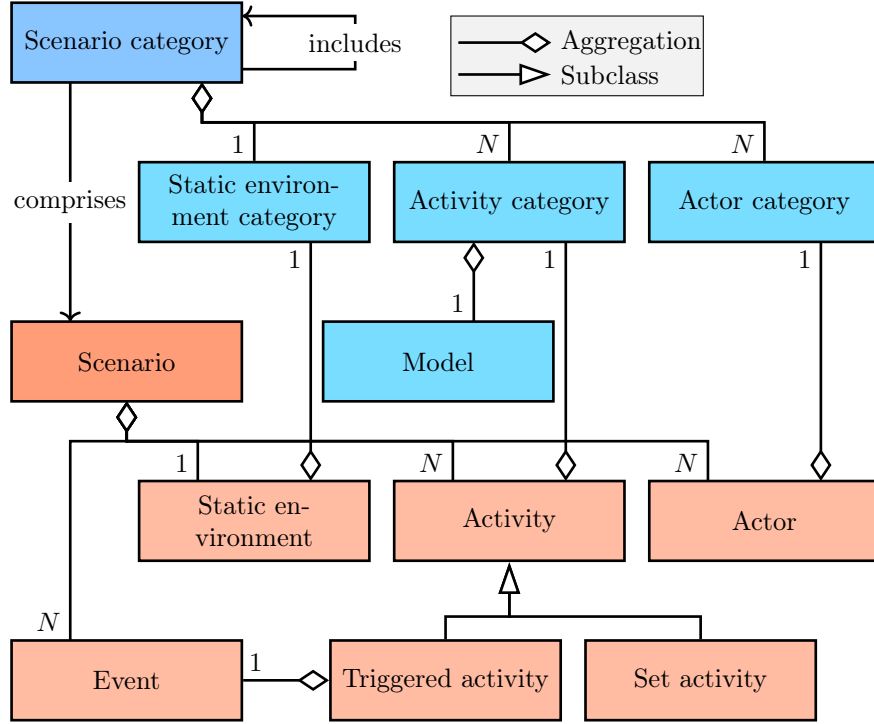 Scenario category
includes
Aggregation
Subclass
1
N
N
comprises
Static environ-
ment category
Activity category
Actor category
1
1
1
1
Scenario
Model
1
N
N
Static en-
vironment
Activity
Actor
N
Event
1
Triggered activity
Set activity